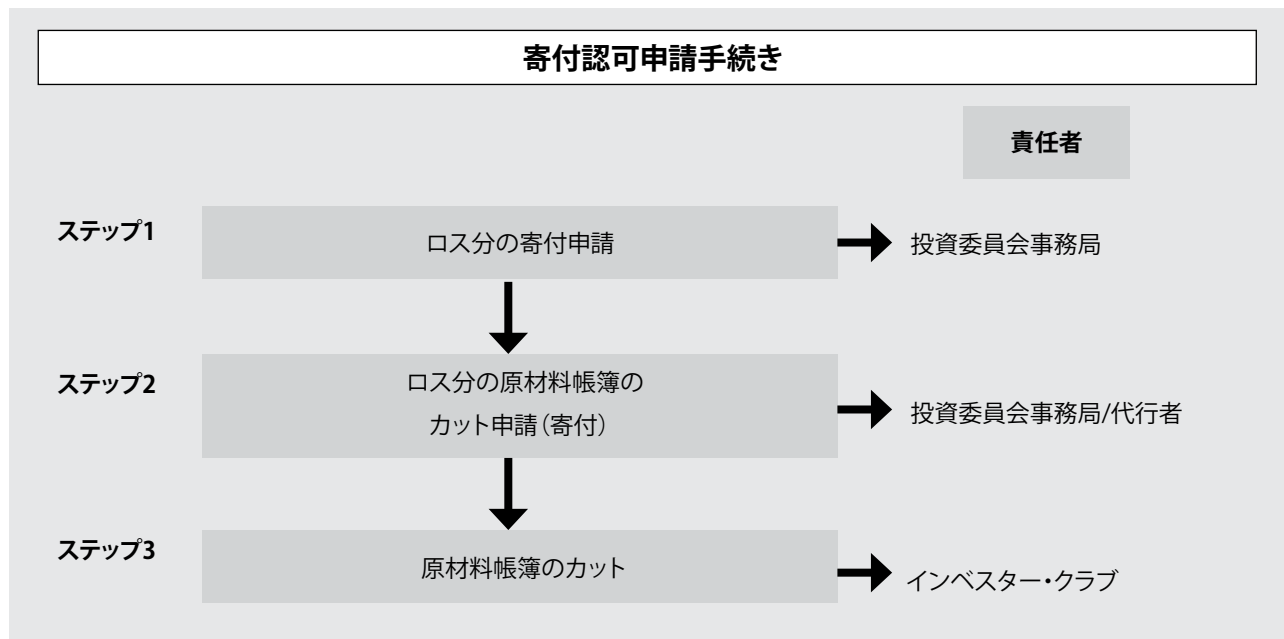 寄付認可申請手続き
責任者
ステップ1
ロス分の寄付申請
投資委員会事務局
ステップ2
ロス分の原材料帳簿の
カット申請（寄付）
投資委員会事務局/代行者
ステップ3
原材料帳簿のカット
インベスター・クラブ